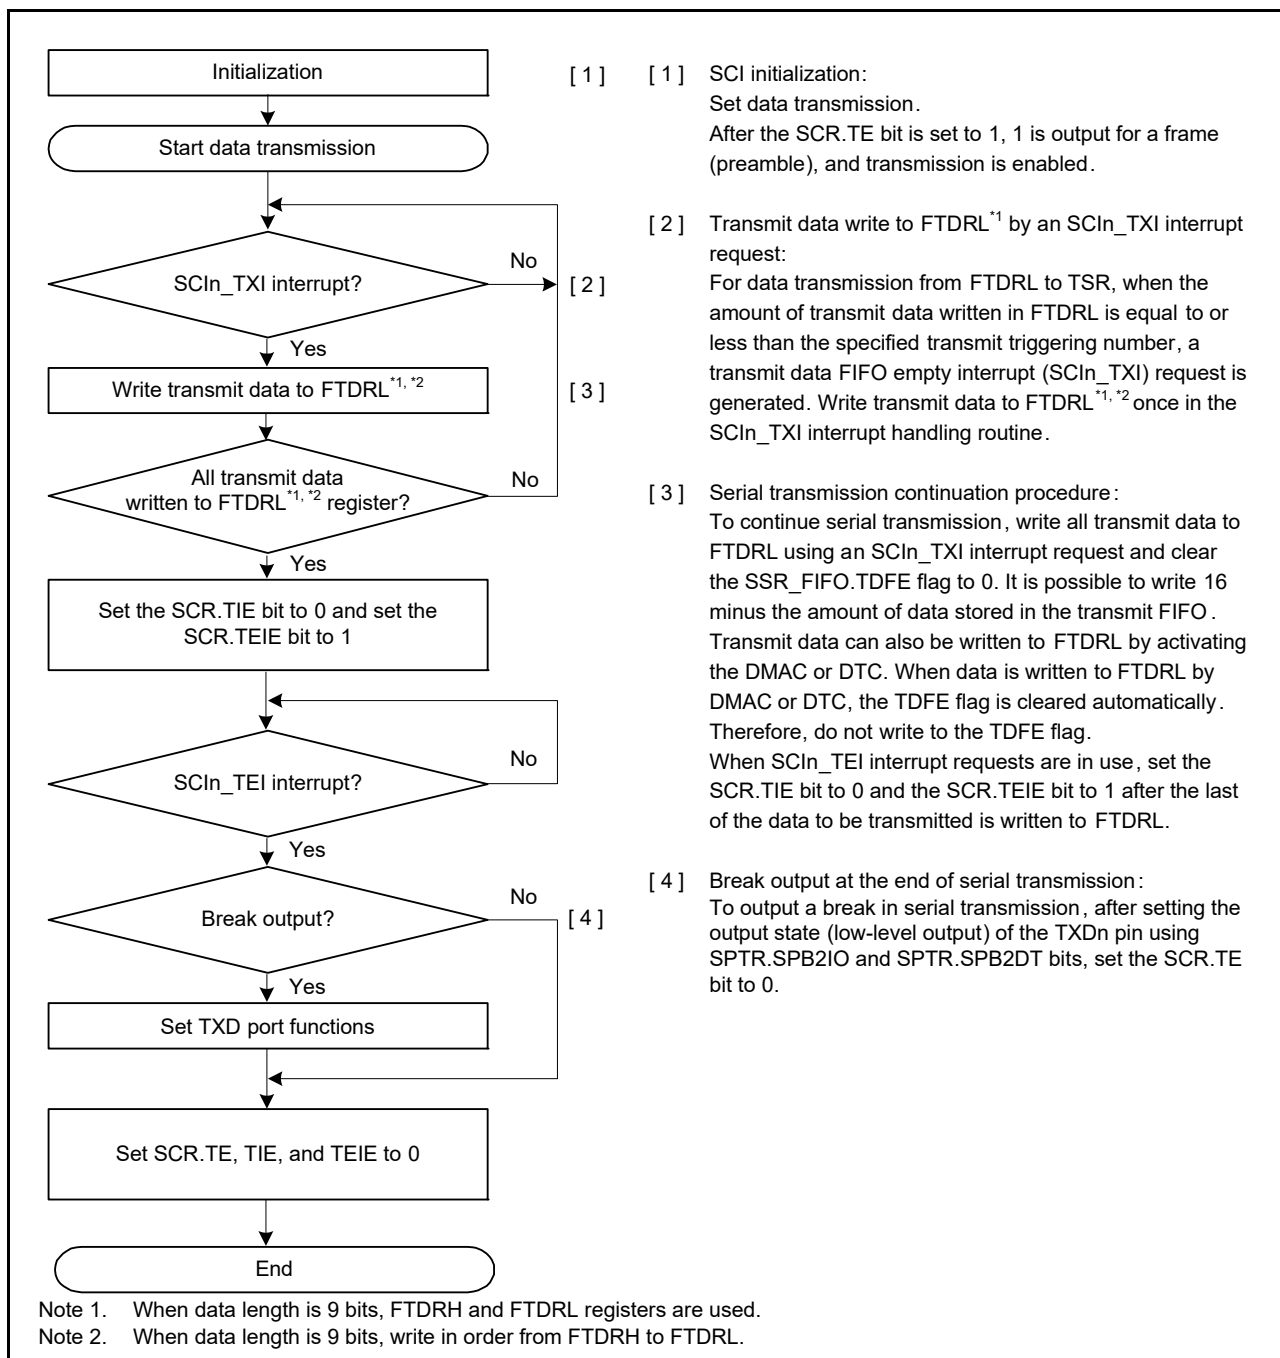 Initialization
[ 1 ]
Start data transmission
SCIn_TXI interrupt?
No
[ 2 ]
Yes
Write transmit data to FTDRL*1, *2
[ 3 ]
All transmit data
written to FTDRL*1, *2 register?
No
Yes
Set the SCR.TIE bit to 0 and set the
SCR.TEIE bit to 1
SCIn_TEI interrupt?
No
Yes
Break output?
No
[ 4 ]
Yes
Set TXD port functions
Set SCR.TE, TIE, and TEIE to 0
End
[ 1 ] SCI initialization:
Set data transmission.
After the SCR.TE bit is set to 1, 1 is output for a frame
(preamble), and transmission is enabled.
[ 2 ] Transmit data write to FTDRL*1 by an SCIn_TXI interrupt
request:
For data transmission from FTDRL to TSR, when the
amount of transmit data written in FTDRL is equal to or
less than the specified transmit triggering number, a
transmit data FIFO empty interrupt (SCIn_TXI) request is
generated. Write transmit data to FTDRL*1, *2 once in the
SCIn_TXI interrupt handling routine.
[ 3 ] Serial transmission continuation procedure:
To continue serial transmission, write all transmit data to
FTDRL using an SCIn_TXI interrupt request and clear
the SSR_FIFO.TDFE flag to 0. It is possible to write 16
minus the amount of data stored in the transmit FIFO.
Transmit data can also be written to FTDRL by activating
the DMAC or DTC. When data is written to FTDRL by
DMAC or DTC, the TDFE flag is cleared automatically.
Therefore, do not write to the TDFE flag.
When SCIn_TEI interrupt requests are in use, set the
SCR.TIE bit to 0 and the SCR.TEIE bit to 1 after the last
of the data to be transmitted is written to FTDRL.
[ 4 ] Break output at the end of serial transmission:
To output a break in serial transmission, after setting the
output state (low-level output) of the TXDn pin using
SPTR.SPB2IO and SPTR.SPB2DT bits, set the SCR.TE
bit to 0.
Note 1. When data length is 9 bits, FTDRH and FTDRL registers are used.
Note 2. When data length is 9 bits, write in order from FTDRH to FTDRL.